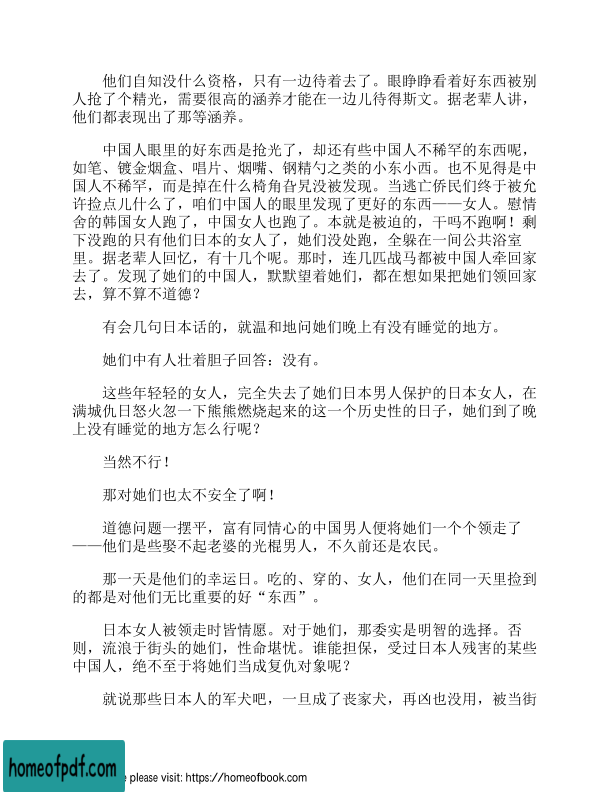 他们自知没什么资格，只有一边待着去了。眼睁睁看着好东西被别
人抢了个精光，需要很高的涵养才能在一边儿待得斯文。据老辈人讲，
他们都表现出了那等涵养。
中国人眼里的好东西是抢光了，却还有些中国人不稀罕的东西呢，
如笔、镀金烟盒、唱片、烟嘴、钢精勺之类的小东小西。也不见得是中
国人不稀罕，而是掉在什么椅角旮旯没被发现。当逃亡侨民们终于被允
许捡点儿什么了，咱们中国人的眼里发现了更好的东西——女人。慰情
舍的韩国女人跑了，中国女人也跑了。本就是被迫的，干吗不跑啊！剩
下没跑的只有他们日本的女人了，她们没处跑，全躲在一间公共浴室
里。据老辈人回忆，有十几个呢。那时，连几匹战马都被中国人牵回家
去了。发现了她们的中国人，默默望着她们，都在想如果把她们领回家
去，算不算不道德？
有会几句日本话的，就温和地问她们晚上有没有睡觉的地方。
她们中有人壮着胆子回答：没有。
这些年轻轻的女人，完全失去了她们日本男人保护的日本女人，在
满城仇日怒火忽一下熊熊燃烧起来的这一个历史性的日子，她们到了晚
上没有睡觉的地方怎么行呢？
当然不行！
那对她们也太不安全了啊！
道德问题一摆平，富有同情心的中国男人便将她们一个个领走了
——他们是些娶不起老婆的光棍男人，不久前还是农民。
那一天是他们的幸运日。吃的、穿的、女人，他们在同一天里捡到
的都是对他们无比重要的好“东西”。
日本女人被领走时皆情愿。对于她们，那委实是明智的选择。否
则，流浪于街头的她们，性命堪忧。谁能担保，受过日本人残害的某些
中国人，绝不至于将她们当成复仇对象呢？
就说那些日本人的军犬吧，一旦成了丧家犬，再凶也没用，被当街
homeofpdf.com
e please visit: https://homeofbook.com